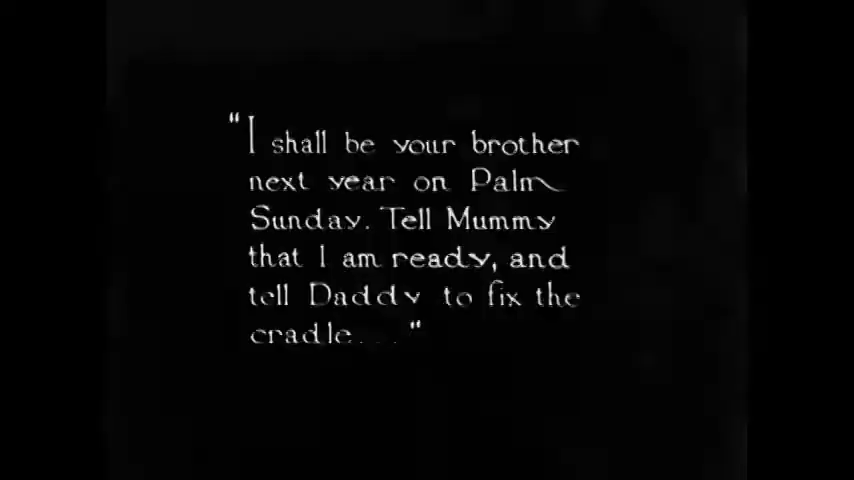 "I shall be your brother
next year on Palm
Sunday. Tell Mummy
that I am ready, and
tell Daddy to fix the
cradle..."